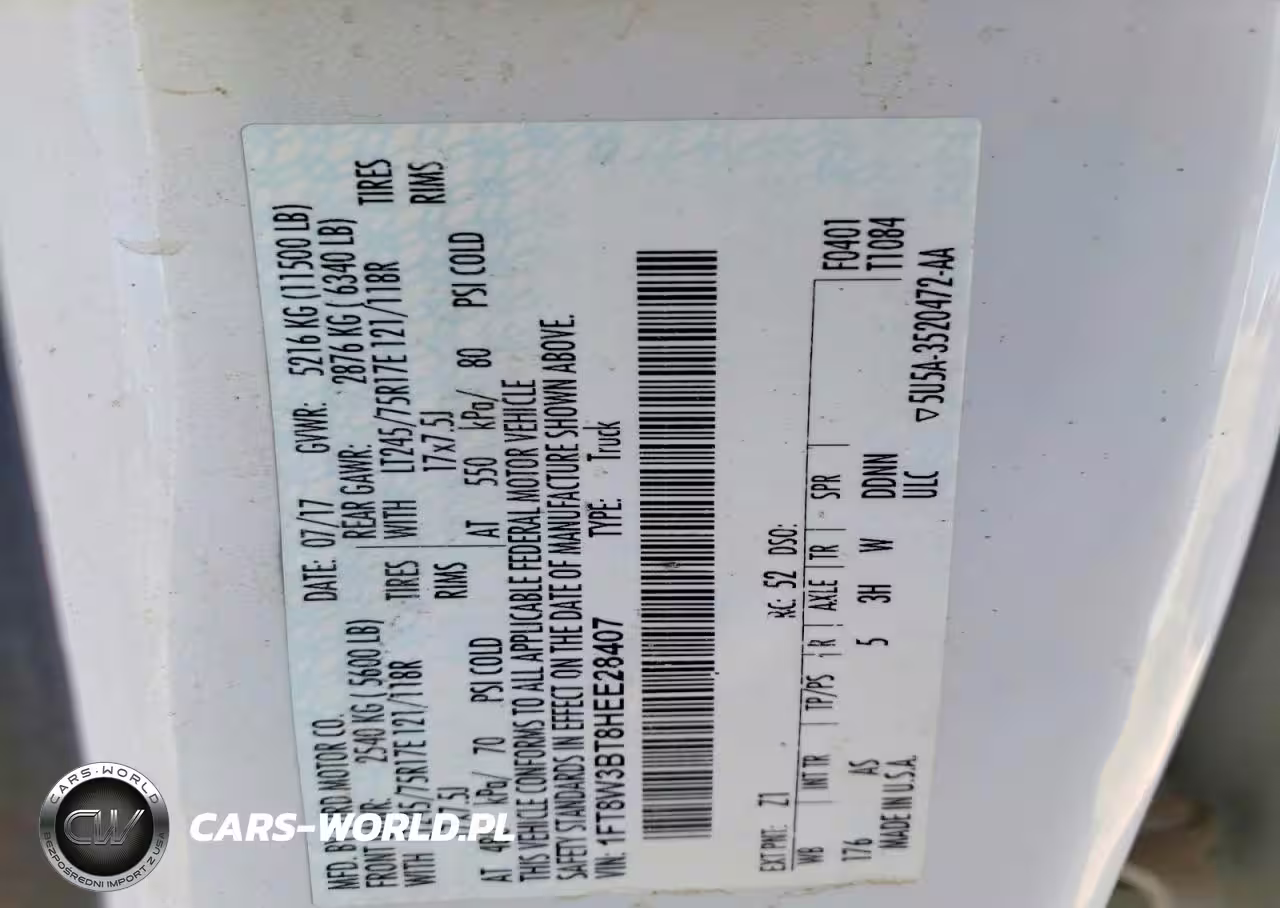 MFD. BY FORD MOTOR CO.
DATE: 07/17 GVWR: 5216 KG (11500 LB)
FRONT GAWR: 2540 KG ( 5600 LB) REAR GAWR: 2876 KG ( 6340 LB)
WITH LT245/75R17E 121/118R TIRES WITH LT245/75R17E 121/118R TIRES
17x7.5J RIMS 17x7.5J RIMS
AT kPa/ 70 PSI COLD AT 550 kPa/ 80 PSI COLD
THIS VEHICLE CONFORMS TO ALL APPLICABLE FEDERAL MOTOR VEHICLE
SAFETY STANDARDS IN EFFECT ON THE DATE OF MANUFACTURE SHOWN ABOVE.
VIN: 1FT8W3BT8HEE28407 TYPE: Truck
EXT PNT: Z1 RC: 52 DSO:
WB INT TR TP/PS R AXLE TR SPR F0401
176 AS 5 3H W DDNN T1084
MADE IN U.S.A. ULC ▽5U5A-3520472-AA
CARS-WORLD
CW
BEZPOŚREDNI IMPORT Z USA
CARS-WORLD.PL